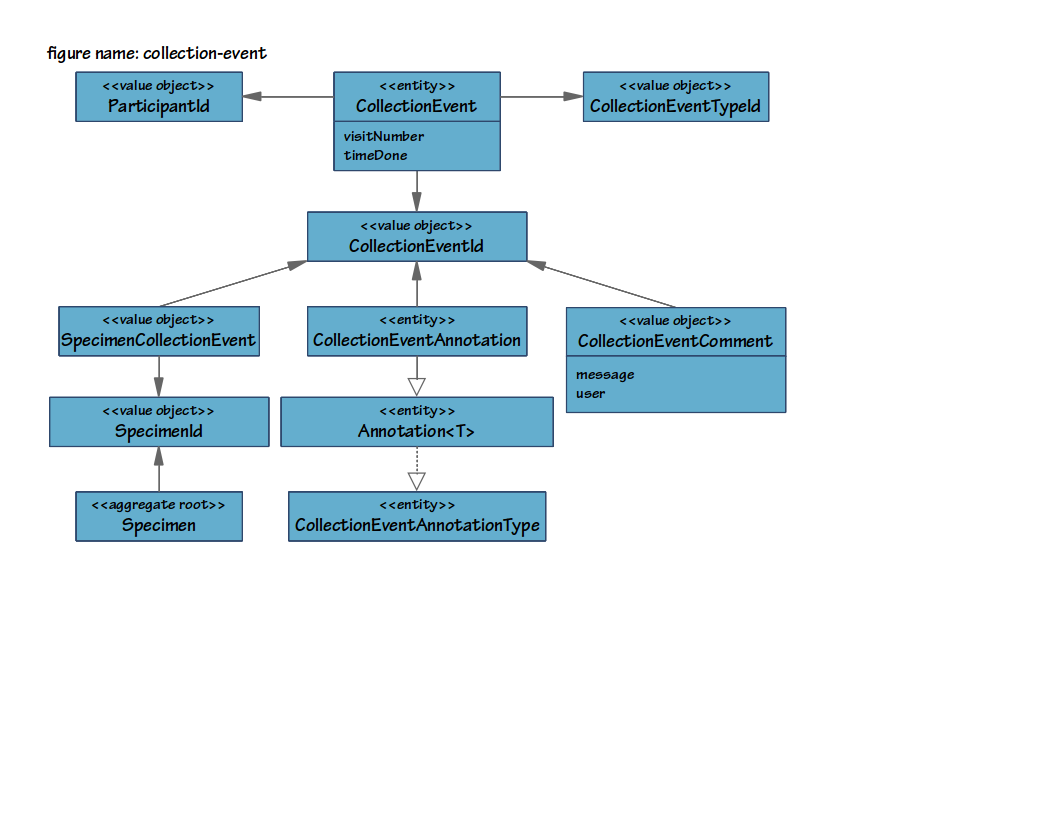 figure name: collection-event
<<value object>>
ParticipantId
<<entity>>
CollectionEvent
visitNumber
timeDone
<<value object>>
CollectionEventTypeId
<<value object>>
CollectionEventId
<<value object>>
SpecimenCollectionEvent
<<entity>>
CollectionEventAnnotation
<<value object>>
CollectionEventComment
message
user
<<value object>>
SpecimenId
<<entity>>
Annotation<T>
<<aggregate root>>
Specimen
<<entity>>
CollectionEventAnnotationType